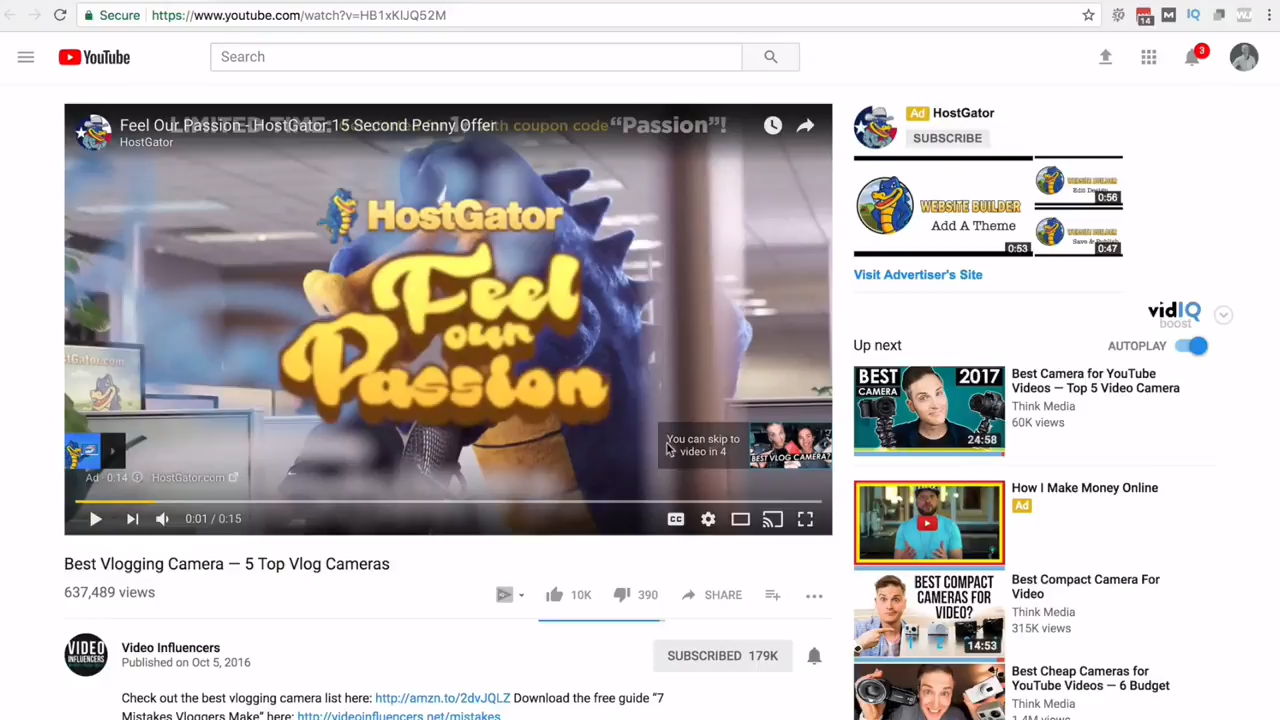 Secure
https://www.youtube.com/watch?v=HB1xKIJQ52M
14
IQ
YouTube
Search
3
Feel Our Passion - HostGator 15 Second Penny Offer
HostGator
LIMITED TIME:
coupon code "Passion"!
HostGator
Feel
our
Passion
You can skip to
video in 4
BEST VLOG CAMERA?
Ad · 0:14
HostGator.com
0:01 / 0:15
CC
Best Vlogging Camera — 5 Top Vlog Cameras
637,489 views
10K
390
SHARE
VIDEO
INFLUENCERS
Video Influencers
Published on Oct 5, 2016
SUBSCRIBED 179K
Check out the best vlogging camera list here: http://amzn.to/2dvJQLZ Download the free guide "7
Mistakes Vloggers Make" here: http://videoinfluencers.net/mistakes
Ad HostGator
SUBSCRIBE
WEBSITE BUILDER
Add A Theme
0:53
WEBSITE BUILDER
Edit Design
0:56
WEBSITE BUILDER
0:47
Visit Advertiser's Site
vidIQ
boost
Up next
AUTOPLAY
BEST
CAMERA
2017
24:58
Best Camera for YouTube
Videos — Top 5 Video Camera
Think Media
60K views
How I Make Money Online
Ad
BEST COMPACT
CAMERAS FOR
VIDEO?
14:53
Best Compact Camera For
Video
Think Media
315K views
Best Cheap Cameras for
YouTube Videos — 6 Budget
Think Media
1.4M views